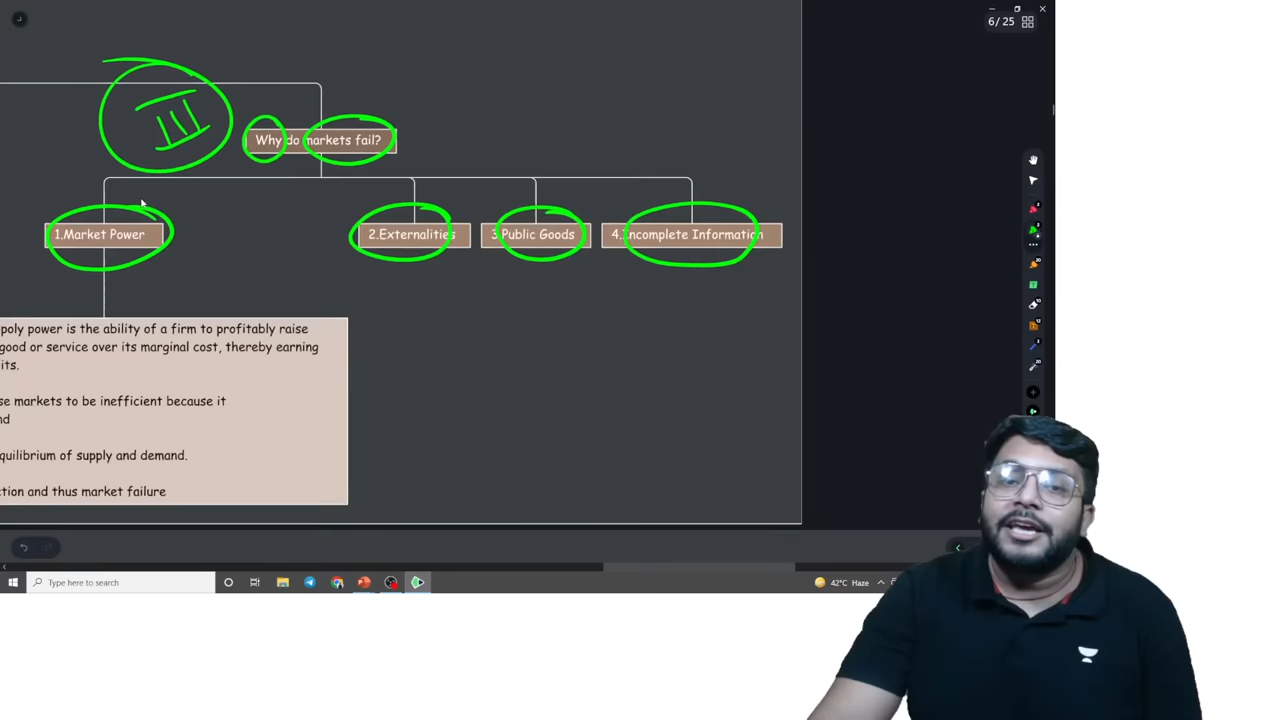 6/25
III
Why do markets fail?
1.Market Power
2.Externalities
3.Public Goods
4.Incomplete Information
poly power is the ability of a firm to profitably raise
good or service over its marginal cost, thereby earning
its.
se markets to be inefficient because it
nd
quilibrium of supply and demand.
ction and thus market failure
Type here to search
42°C Haze